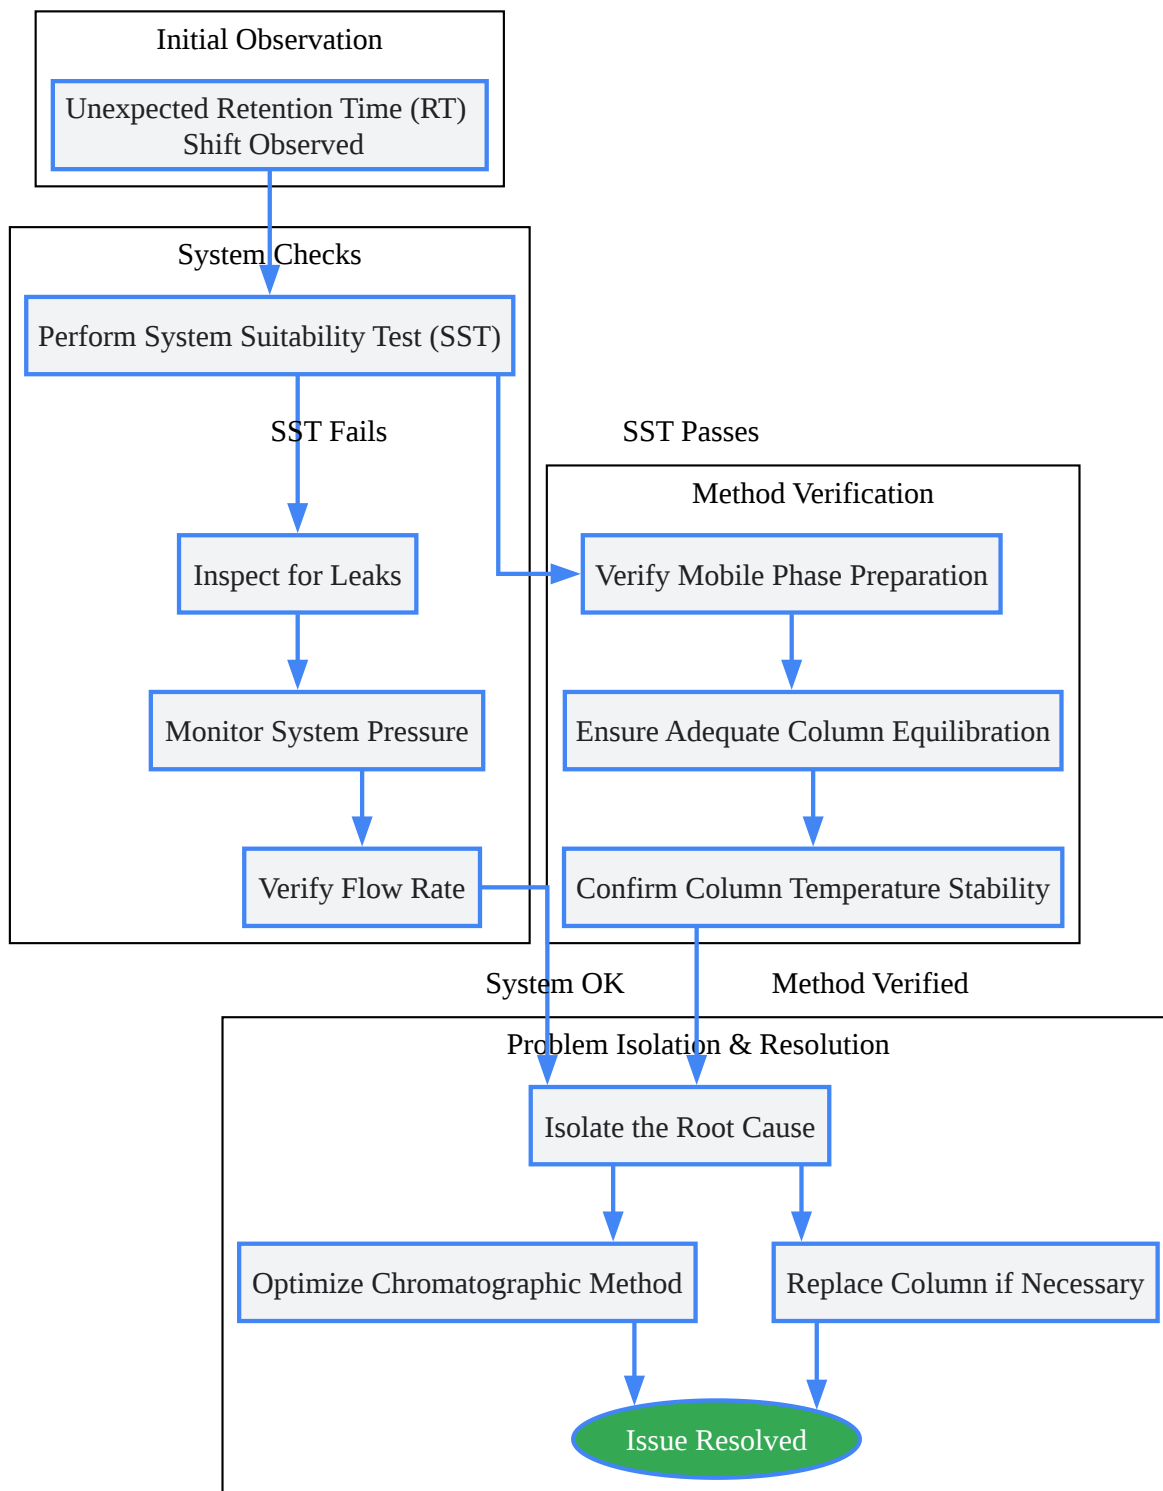 Initial Observation
Unexpected Retention Time (RT)
Shift Observed
System Checks
Perform System Suitability Test (SST)
SST Fails
SST Passes
Method Verification
Inspect for Leaks
Verify Mobile Phase Preparation
Monitor System Pressure
Ensure Adequate Column Equilibration
Verify Flow Rate
Confirm Column Temperature Stability
System OK
Method Verified
Problem Isolation & Resolution
Isolate the Root Cause
Optimize Chromatographic Method
Replace Column if Necessary
Issue Resolved